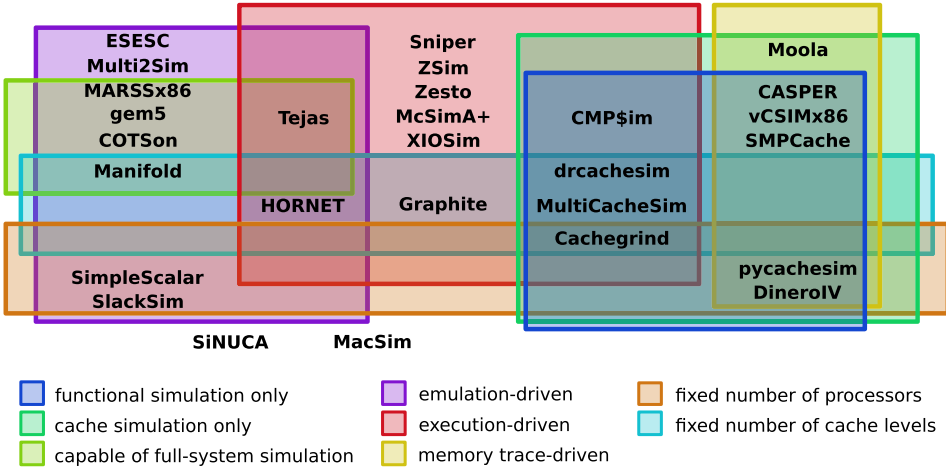 ESESC
Multi2Sim
MARSSx86
gem5
COTSon
Manifold
Tejas
HORNET
SimpleScalar
SlackSim
Sniper
ZSim
Zesto
McSimA+
XIOSim
Graphite
CMP$im
drcachesim
MultiCacheSim
Cachegrind
Moola
CASPER
vCSIMx86
SMPCache
pycachesim
DineroIV
SiNUCA
MacSim
functional simulation only
cache simulation only
capable of full-system simulation
emulation-driven
execution-driven
memory trace-driven
fixed number of processors
fixed number of cache levels